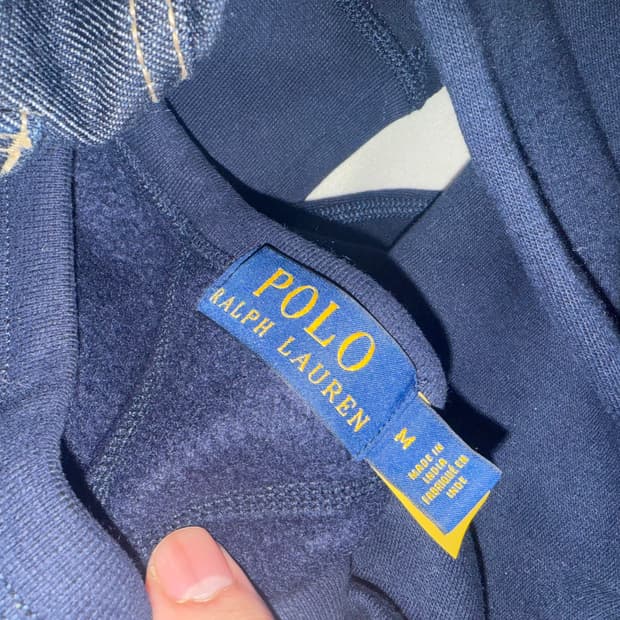 POLO
RALPH LAUREN
M
MADE IN
INDIA
FABRIQUÉ EN
INDE